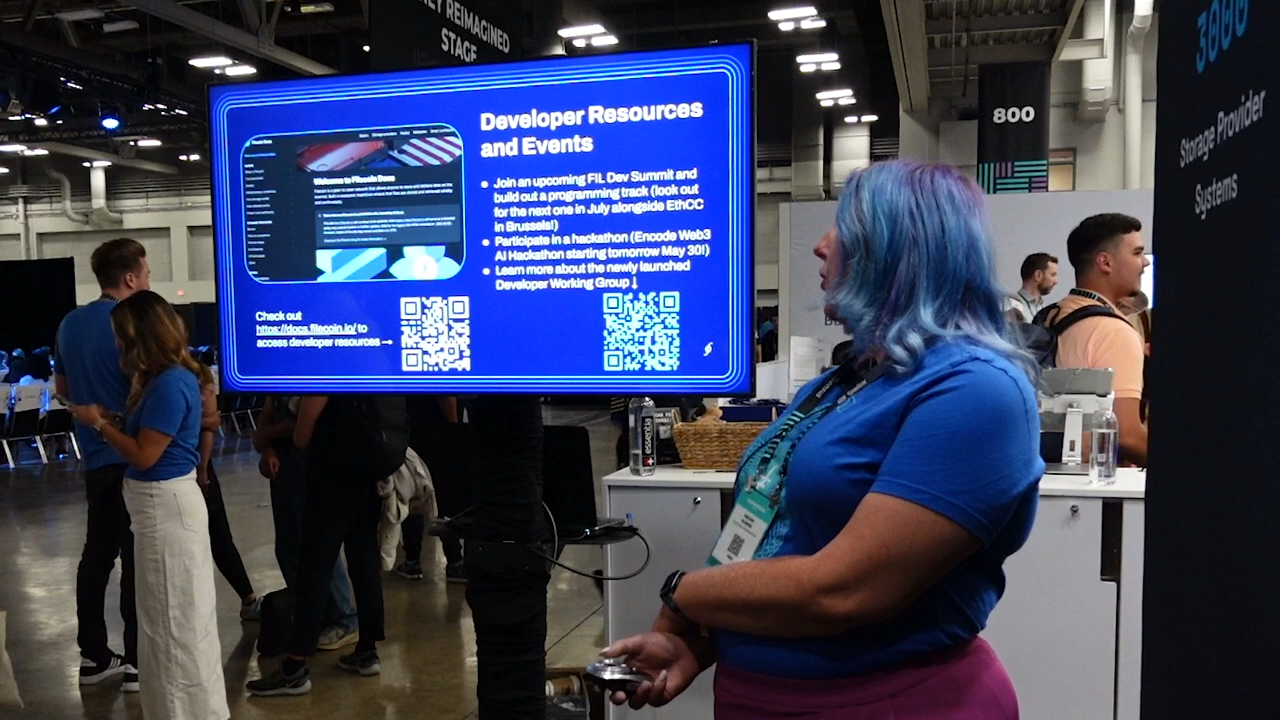 EY REIMAGINED
STAGE
800
3000
Storage Provider
Systems
Developer Resources
and Events
Welcome to Filecoin Docs
• Join an upcoming FIL Dev Summit and
build out a programming track (look out
for the next one in July alongside EthCC
in Brussels!)
• Participate in a hackathon (Encode Web3
AI Hackathon starting tomorrow May 30!)
• Learn more about the newly launched
Developer Working Group ↓
Check out
https://docs.filecoin.io/ to
access developer resources →
essentia